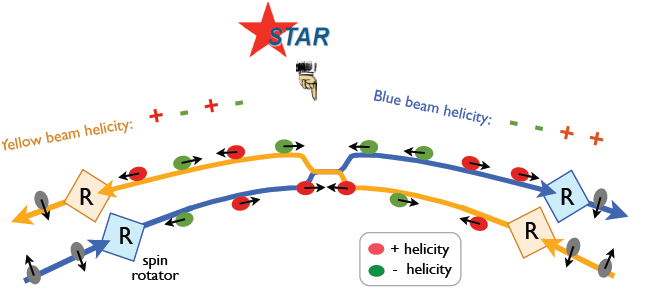 STAR
Yellow beam helicity: + - + -
Blue beam helicity: - - + +
R
R
R
R
spin
rotator
+ helicity
- helicity